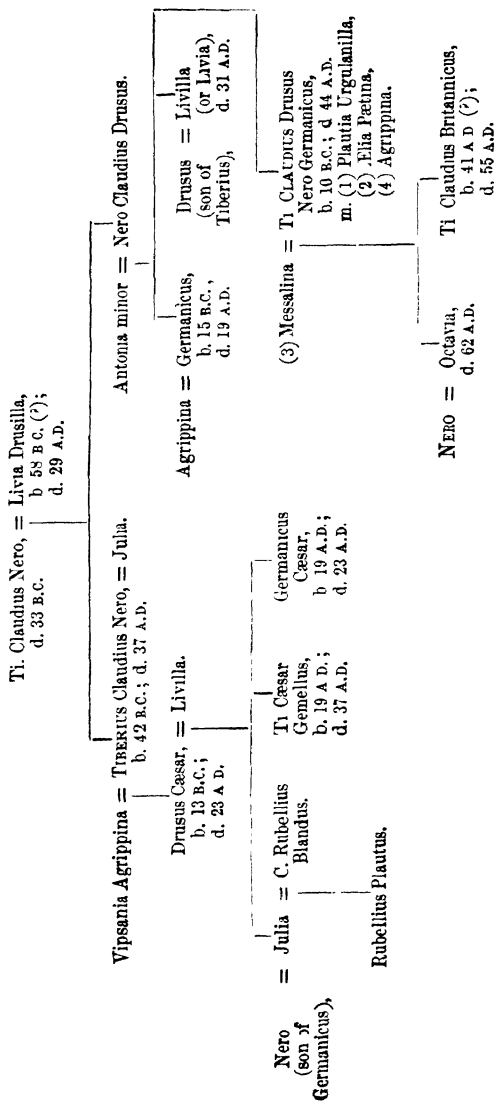 Ti. Claudius Nero, = Livia Drusilla,
d. 33 B.C. b 58 B C. (?);
d. 29 A.D.
Vipsania Agrippina = TIBERIUS Claudius Nero, = Julia.
b. 42 B.C.; d. 37 A.D.
Antonia minor = Nero Claudius Drusus.
Drusus Cæsar, = Livilla.
b. 13 B.C.;
d. 23 A D.
Agrippina = Germanicus,
b. 15 B.C.,
d. 19 A.D.
Drusus = Livilla
(son of (or Livia),
Tiberius), d. 31 A.D.
Nero = Julia = C. Rubellius
(son of Blandus.
Germanicus),
Ti Cæsar
Gemellus,
b. 19 A D.;
d. 37 A.D.
Germanicus
Cæsar,
b 19 A.D.;
d. 23 A.D.
(3) Messalina = TI CLAUDIUS Drusus
Nero Germanicus,
b. 10 B.C.; d 44 A.D.
m. (1) Plautia Urgulanilla,
(2) .Elia Pætina,
(4) Agrippina.
Rubellius Plautus.
NERO = Octavia,
d. 62 A.D.
Ti Claudius Britannicus,
b. 41 A D (?);
d. 55 A.D.